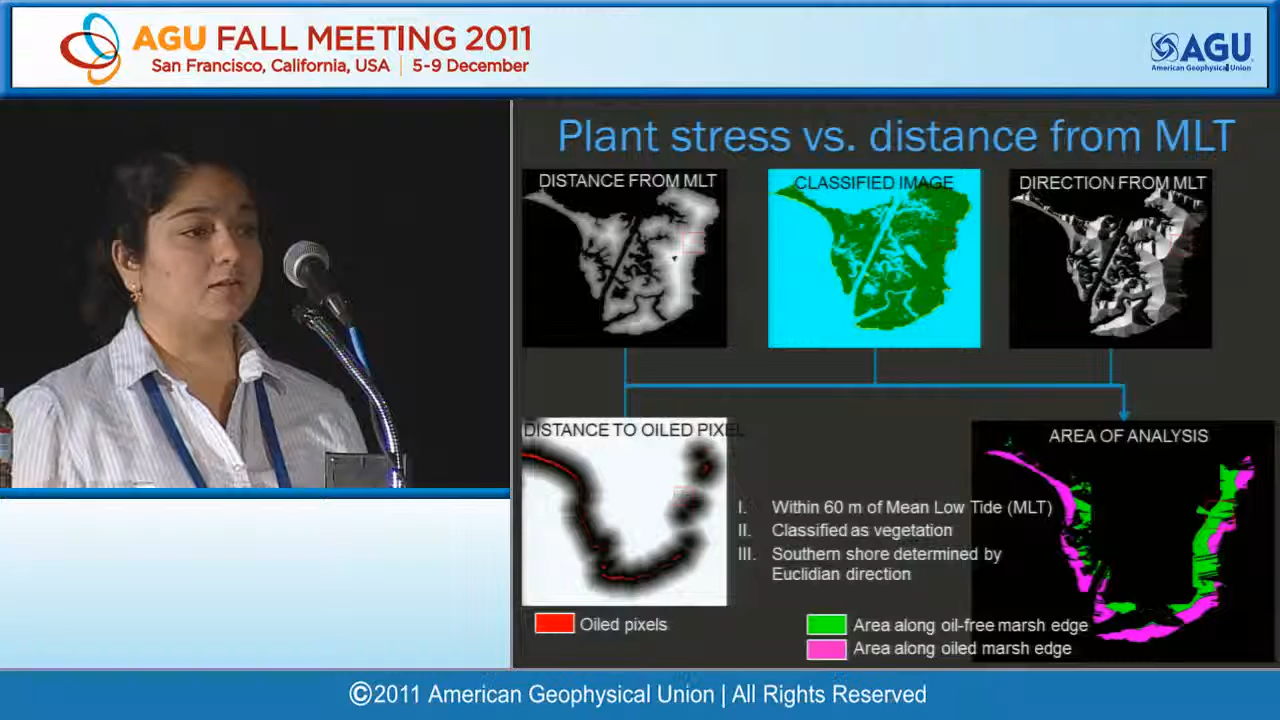 AGU FALL MEETING 2011
San Francisco, California, USA | 5-9 December
AGU
American Geophysical Union
Plant stress vs. distance from MLT
DISTANCE FROM MLT
CLASSIFIED IMAGE
DIRECTION FROM MLT
DISTANCE TO OILED PIXEL
AREA OF ANALYSIS
I. Within 60 m of Mean Low Tide (MLT)
II. Classified as vegetation
III. Southern shore determined by
Euclidian direction
Oiled pixels
Area along oil-free marsh edge
Area along oiled marsh edge
©2011 American Geophysical Union | All Rights Reserved